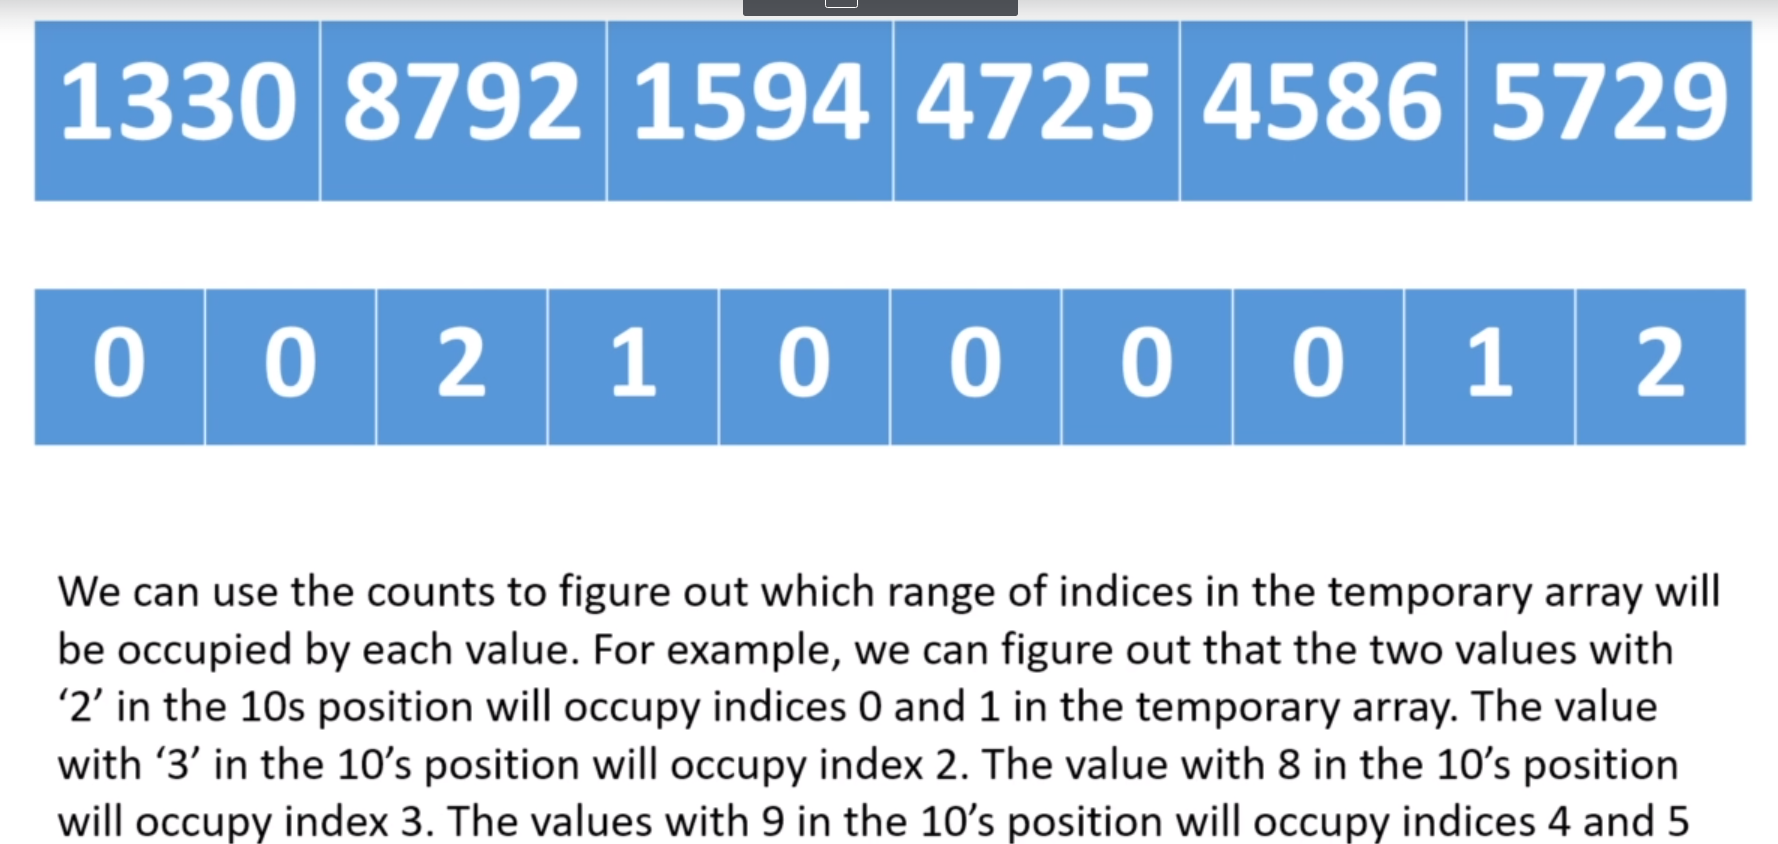 1330 8792 1594 4725 4586 5729
0 0 2 1 0 0 0 0 1 2
We can use the counts to figure out which range of indices in the temporary array will
be occupied by each value. For example, we can figure out that the two values with
‘2’ in the 10s position will occupy indices 0 and 1 in the temporary array. The value
with ‘3’ in the 10’s position will occupy index 2. The value with 8 in the 10’s position
will occupy index 3. The values with 9 in the 10’s position will occupy indices 4 and 5